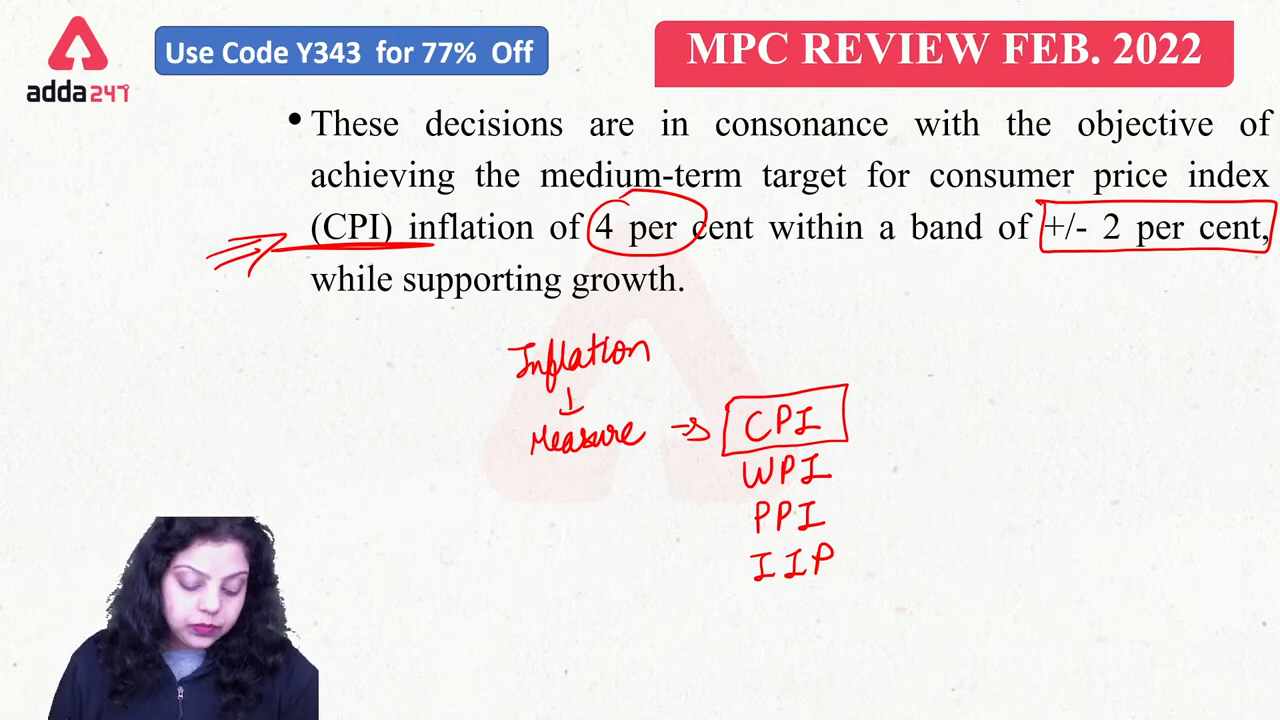 adda247
Use Code Y343 for 77% Off
MPC REVIEW FEB. 2022
• These decisions are in consonance with the objective of
achieving the medium-term target for consumer price index
(CPI) inflation of 4 per cent within a band of +/- 2 per cent,
while supporting growth.
Inflation
Measure → CPI
WPI
PPI
IIP